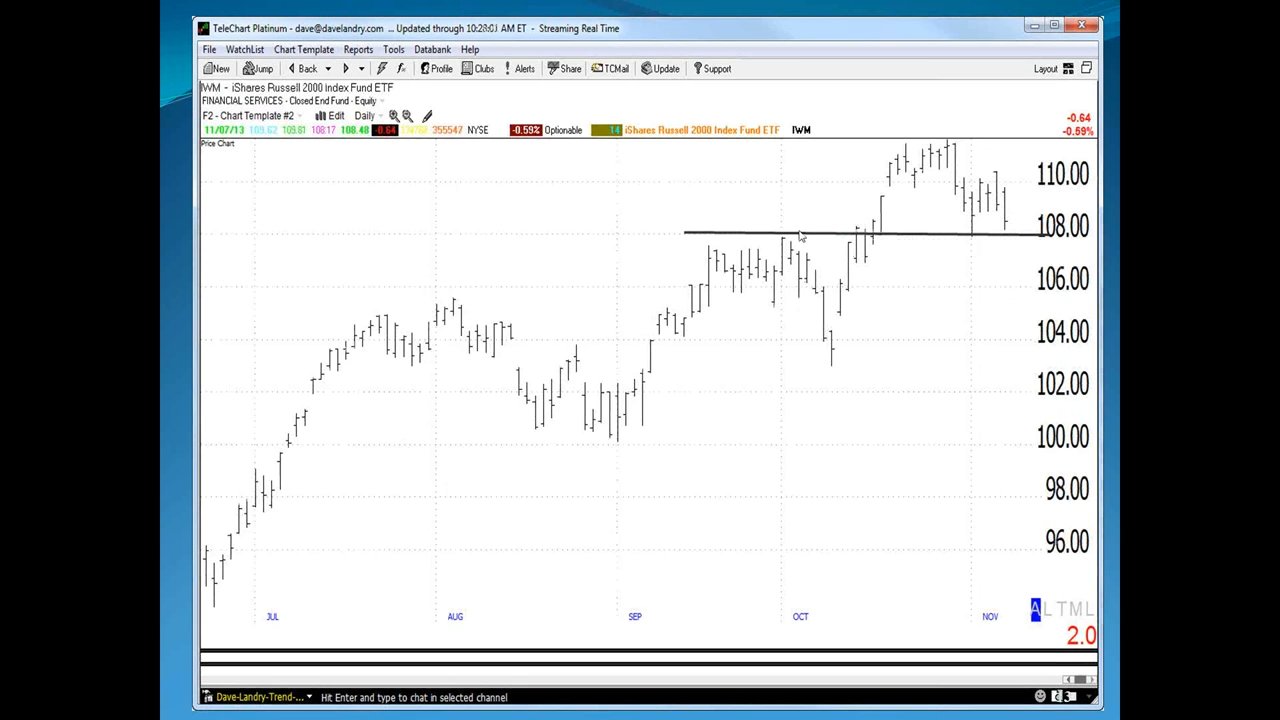 TeleChart Platinum - dave@davelandry.com ... Updated through 10:28:01 AM ET - Streaming Real Time
File WatchList Chart Template Reports Tools Databank Help
New Jump Back Profile Clubs Alerts Share TCMail Update Support Layout
IWM - iShares Russell 2000 Index Fund ETF
FINANCIAL SERVICES - Closed End Fund - Equity
F2 - Chart Template #2 Edit Daily
11/07/13 109.62 109.81 108.17 108.48 -0.64 355547 NYSE -0.59% Optionable 14 iShares Russell 2000 Index Fund ETF IWM
-0.64
-0.59%
Price Chart
110.00
108.00
106.00
104.00
102.00
100.00
98.00
96.00
JUL AUG SEP OCT NOV
A L T M L
2.0
Dave-Landry-Trend-... Hit Enter and type to chat in selected channel